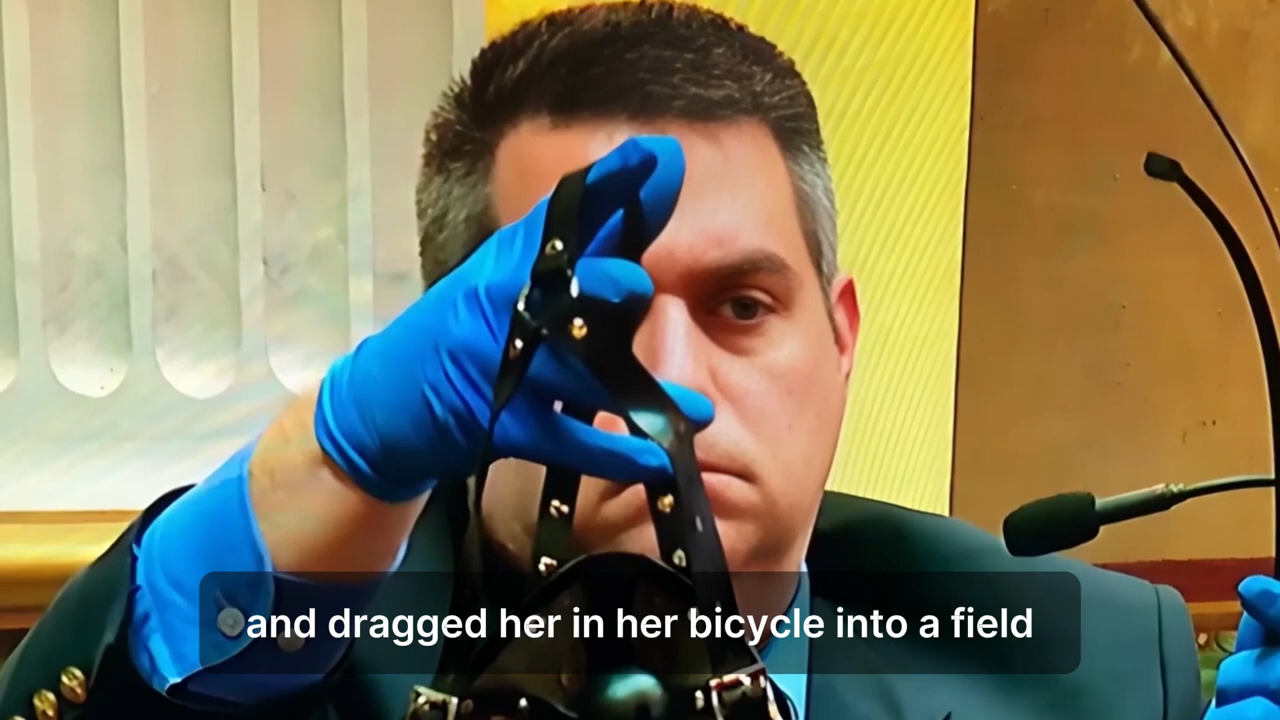 and dragged her in her bicycle into a field